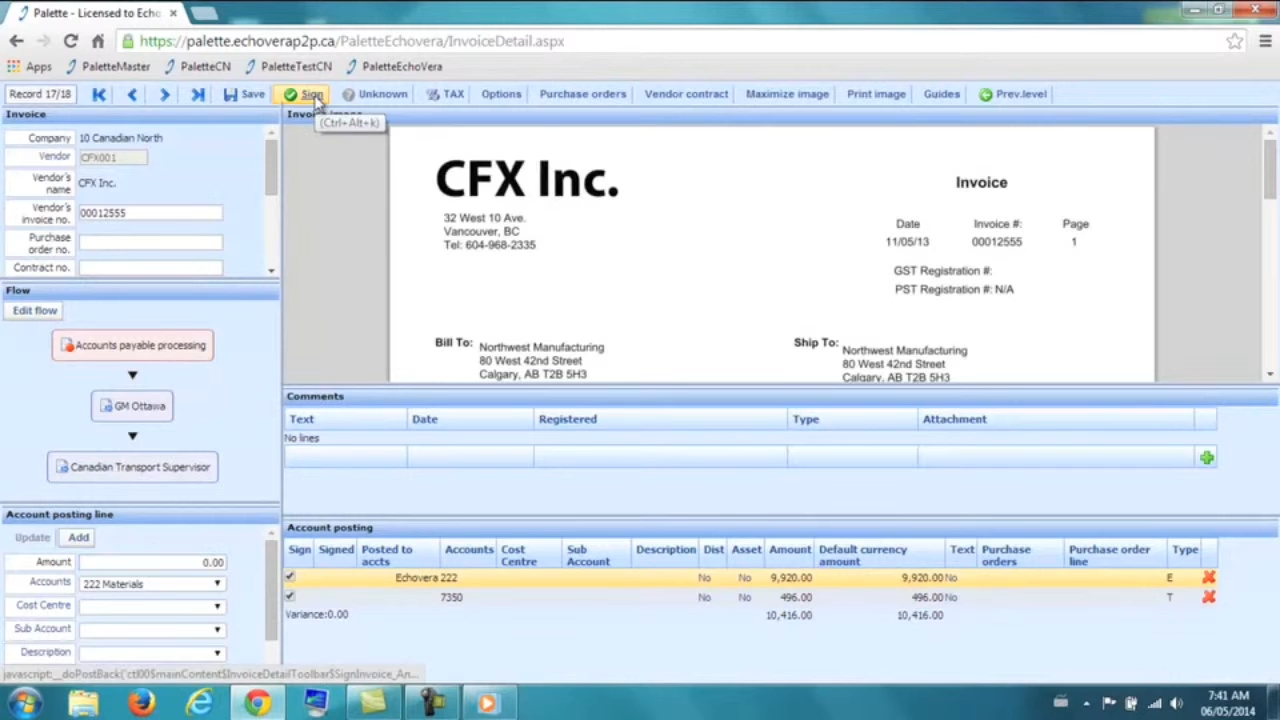 Palette - Licensed to Echo
https://palette.echoverap2p.ca/PaletteEchovera/InvoiceDetail.aspx
Apps PaletteMaster PaletteCN PaletteTestCN PaletteEchoVera
Record 17/18 Save Sign Unknown TAX Options Purchase orders Vendor contract Maximize image Print image Guides Prev.level
(Ctrl+Alt+k)
Invoice
Company 10 Canadian North
Vendor CFX001
Vendor's name CFX Inc.
Vendor's invoice no. 00012555
Purchase order no.
Contract no.
CFX Inc.
32 West 10 Ave.
Vancouver, BC
Tel: 604-968-2335
Invoice
Date Invoice #: Page
11/05/13 00012555 1
GST Registration #:
PST Registration #: N/A
Bill To: Northwest Manufacturing
80 West 42nd Street
Calgary, AB T2B 5H3
Ship To: Northwest Manufacturing
80 West 42nd Street
Calgary, AB T2B 5H3
Flow
Edit flow
Accounts payable processing
GM Ottawa
Canadian Transport Supervisor
Comments
Text Date Registered Type Attachment
No lines
Account posting line
Update Add
Amount 0.00
Accounts 222 Materials
Cost Centre
Sub Account
Description
Account posting
Sign Signed Posted to accts Accounts Cost Centre Sub Account Description Dist Asset Amount Default currency amount Text Purchase orders Purchase order line Type
Echovera 222 No No 9,920.00 9,920.00 No E
7350 No No 496.00 496.00 No T
Variance:0.00 10,416.00 10,416.00
javascript:__doPostBack('ctl00$mainContent$InvoiceDetailToolbar$SignInvoice_An...
7:41 AM
06/05/2014